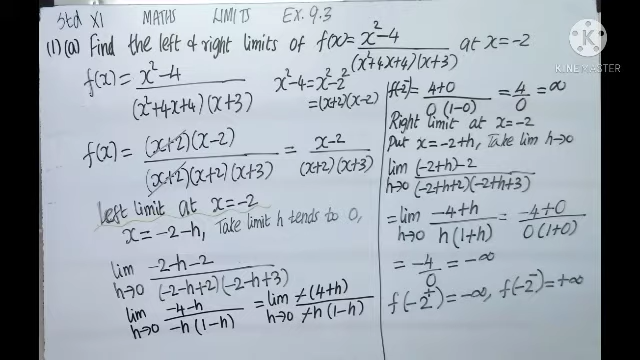 Std XI MATHS LIMITS Ex. 9.3
(1) (a) Find the left & right limits of f(x) = x²-4 / (x²+4x+4)(x+3) at x=-2
f(x) = x²-4 / (x²+4x+4)(x+3)
x²-4 = x²-2²
=(x+2)(x-2)
f(x) = (x+2)(x-2) / (x+2)(x+2)(x+3) = x-2 / (x+2)(x+3)
Left limit at x=-2
x=-2-h, Take limit h tends to 0,
lim h→0 -2-h-2 / (-2-h+2)(-2-h+3)
lim h→0 -4-h / -h(1-h) = lim h→0 -(4+h) / -h(1-h)
f(-2⁻) = 4+0 / 0(1-0) = 4/0 = ∞
Right limit at x=-2
Put x=-2+h, Take lim h→0
lim h→0 (-2+h)-2 / (-2+h+2)(-2+h+3)
= lim h→0 -4+h / h(1+h) = -4+0 / 0(1+0)
= -4/0 = -∞
f(-2⁺) = -∞, f(-2⁻) = +∞
KINEMASTER